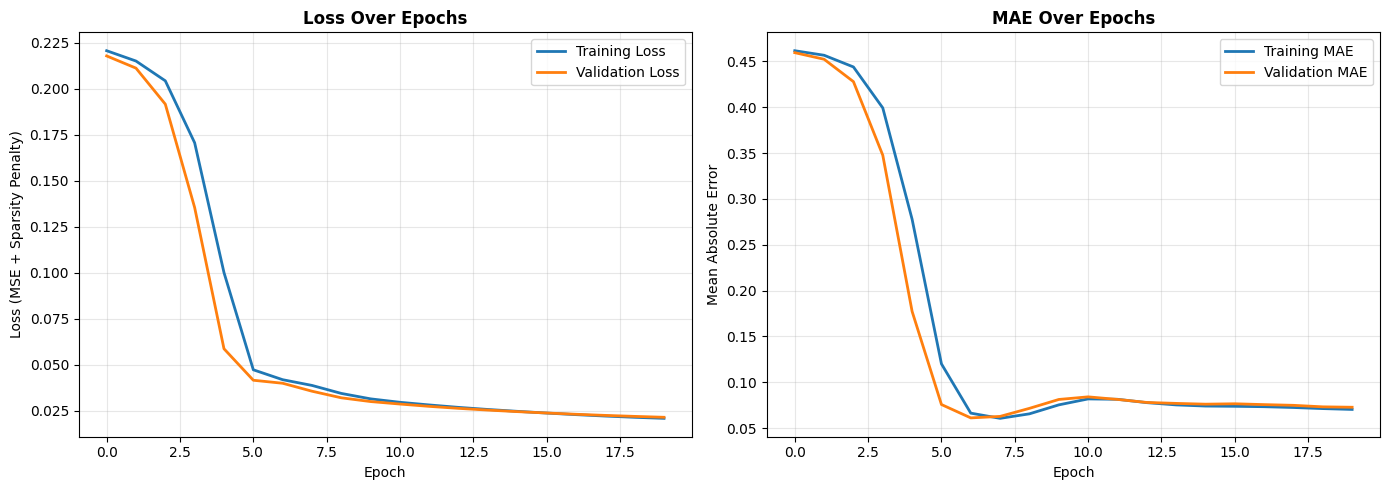 Loss Over Epochs
Training Loss
Validation Loss
Loss (MSE + Sparsity Penalty)
0.225
0.200
0.175
0.150
0.125
0.100
0.075
0.050
0.025
0.0 2.5 5.0 7.5 10.0 12.5 15.0 17.5
Epoch
MAE Over Epochs
Training MAE
Validation MAE
Mean Absolute Error
0.45
0.40
0.35
0.30
0.25
0.20
0.15
0.10
0.05
0.0 2.5 5.0 7.5 10.0 12.5 15.0 17.5
Epoch